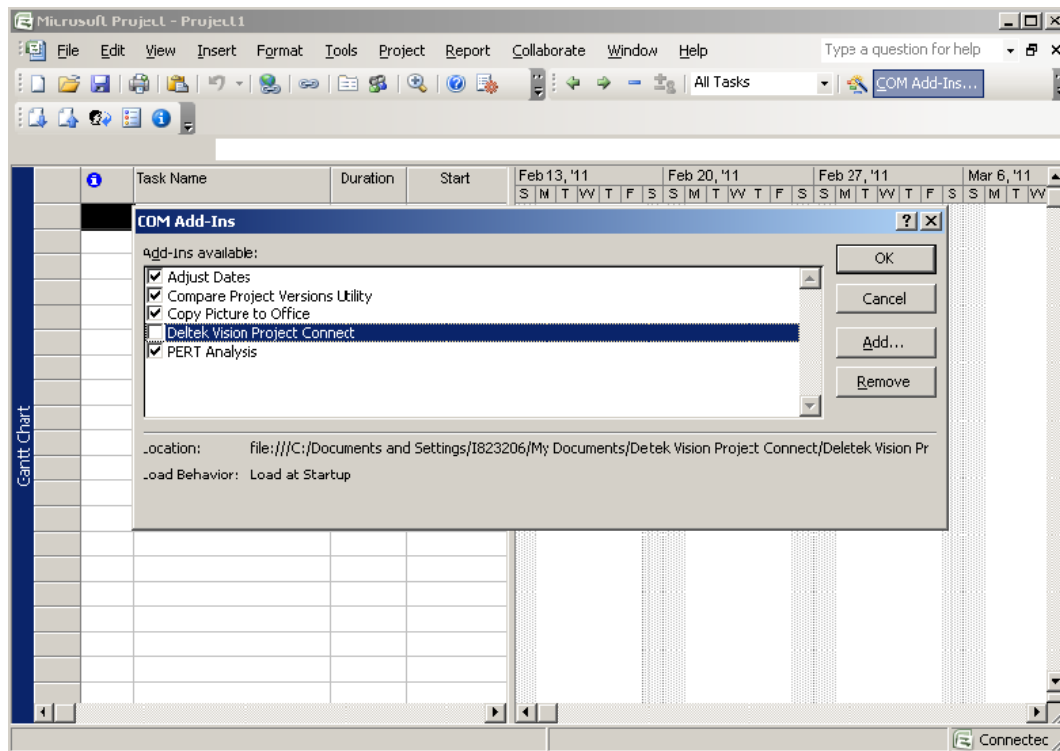 Microsoft Project - Project1
File Edit View Insert Format Tools Project Report Collaborate Window Help Type a question for help
All Tasks COM Add-Ins...
Task Name Duration Start Feb 13, '11 Feb 20, '11 Feb 27, '11 Mar 6, '11
S M T W T F S S M T W T F S S M T W T F S S M T W
COM Add-Ins
Add-Ins available:
Adjust Dates
Compare Project Versions Utility
Copy Picture to Office
Deltek Vision Project Connect
PERT Analysis
OK
Cancel
Add...
Remove
Location: file:///C:/Documents and Settings/I823206/My Documents/Deltek Vision Project Connect/Deletek Vision Pr
Load Behavior: Load at Startup
Gantt Chart
Connectec